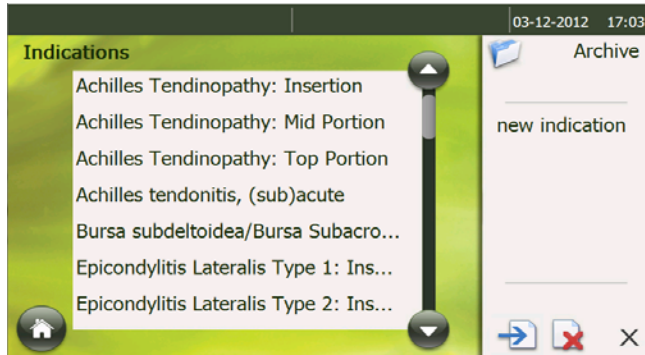 03-12-2012 17:03
Indications
Achilles Tendinopathy: Insertion
Achilles Tendinopathy: Mid Portion
Achilles Tendinopathy: Top Portion
Achilles tendonitis, (sub)acute
Bursa subdeltoidea/Bursa Subacro...
Epicondylitis Lateralis Type 1: Ins...
Epicondylitis Lateralis Type 2: Ins...
Archive
new indication